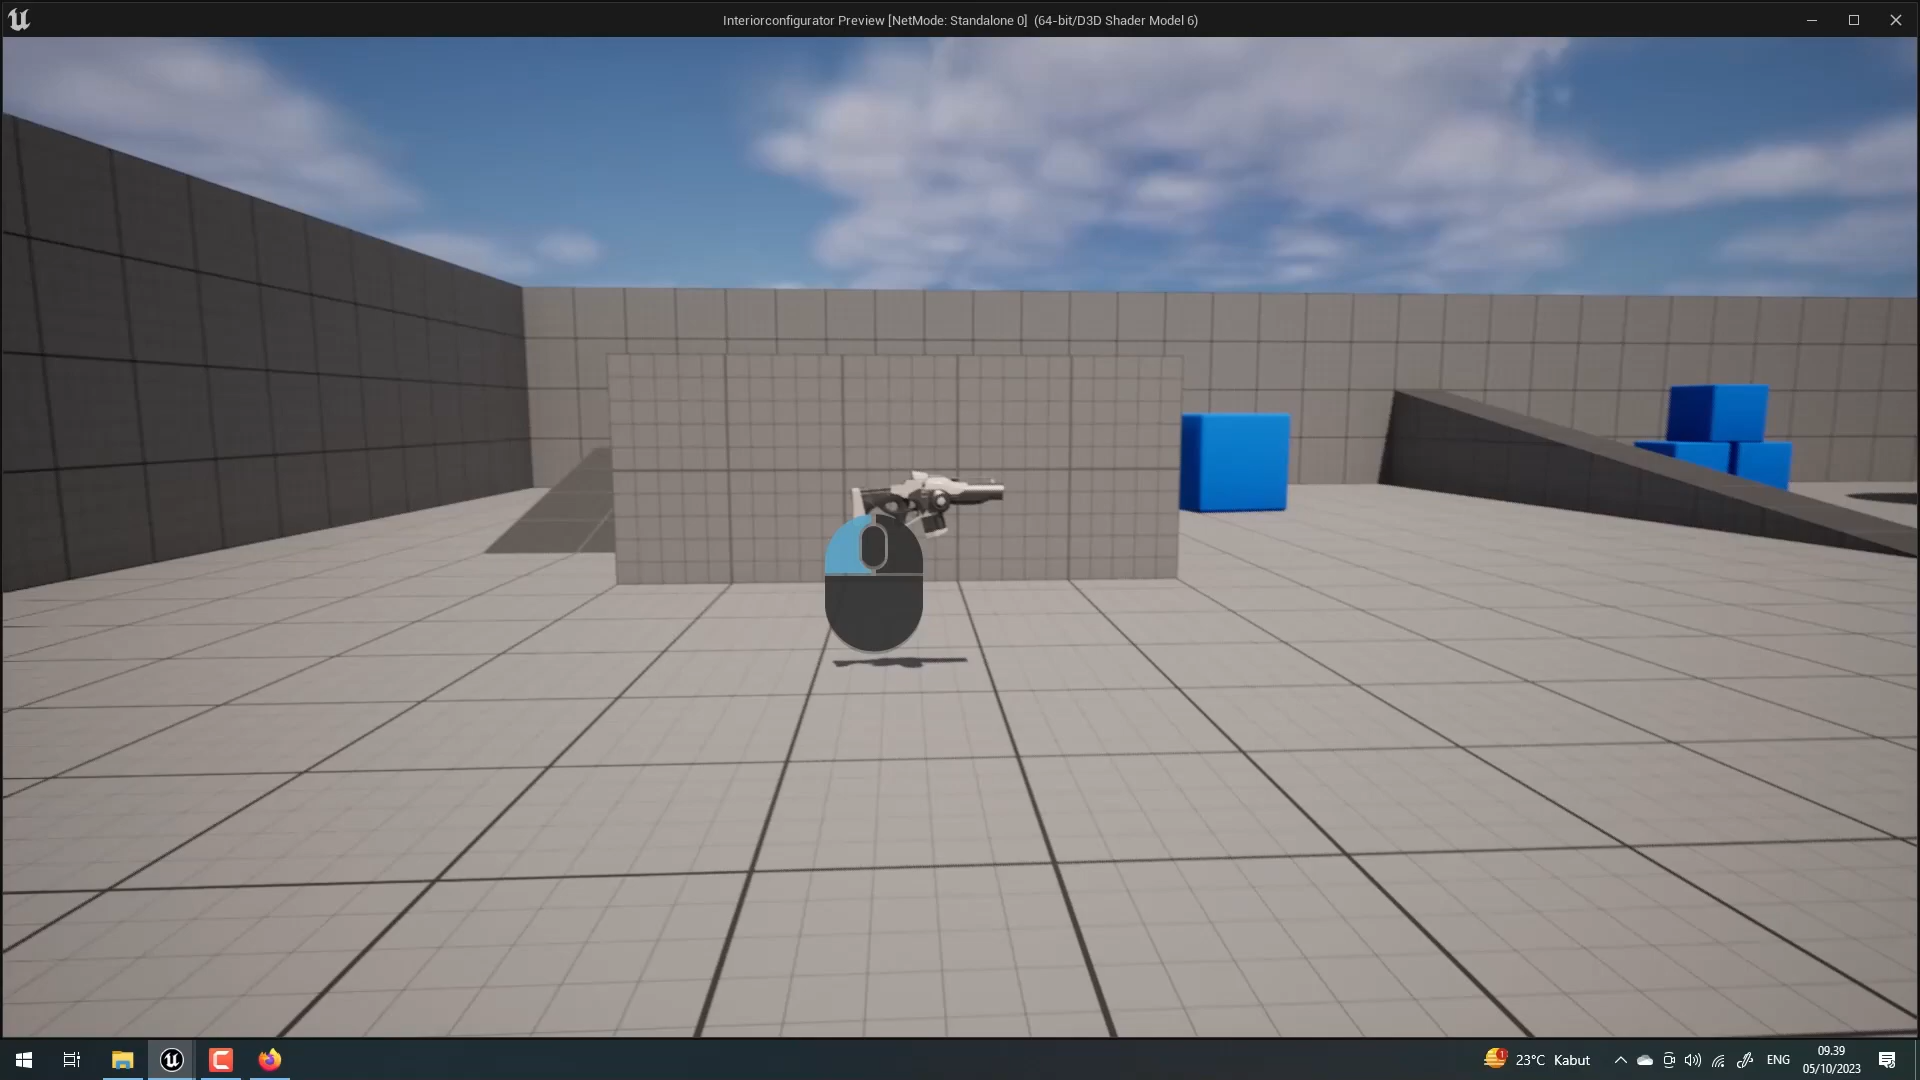 Interiorconfigurator Preview [NetMode: Standalone 0] (64-bit/D3D Shader Model 6)
1
23°C Kabut
ENG
09.39
05/10/2023